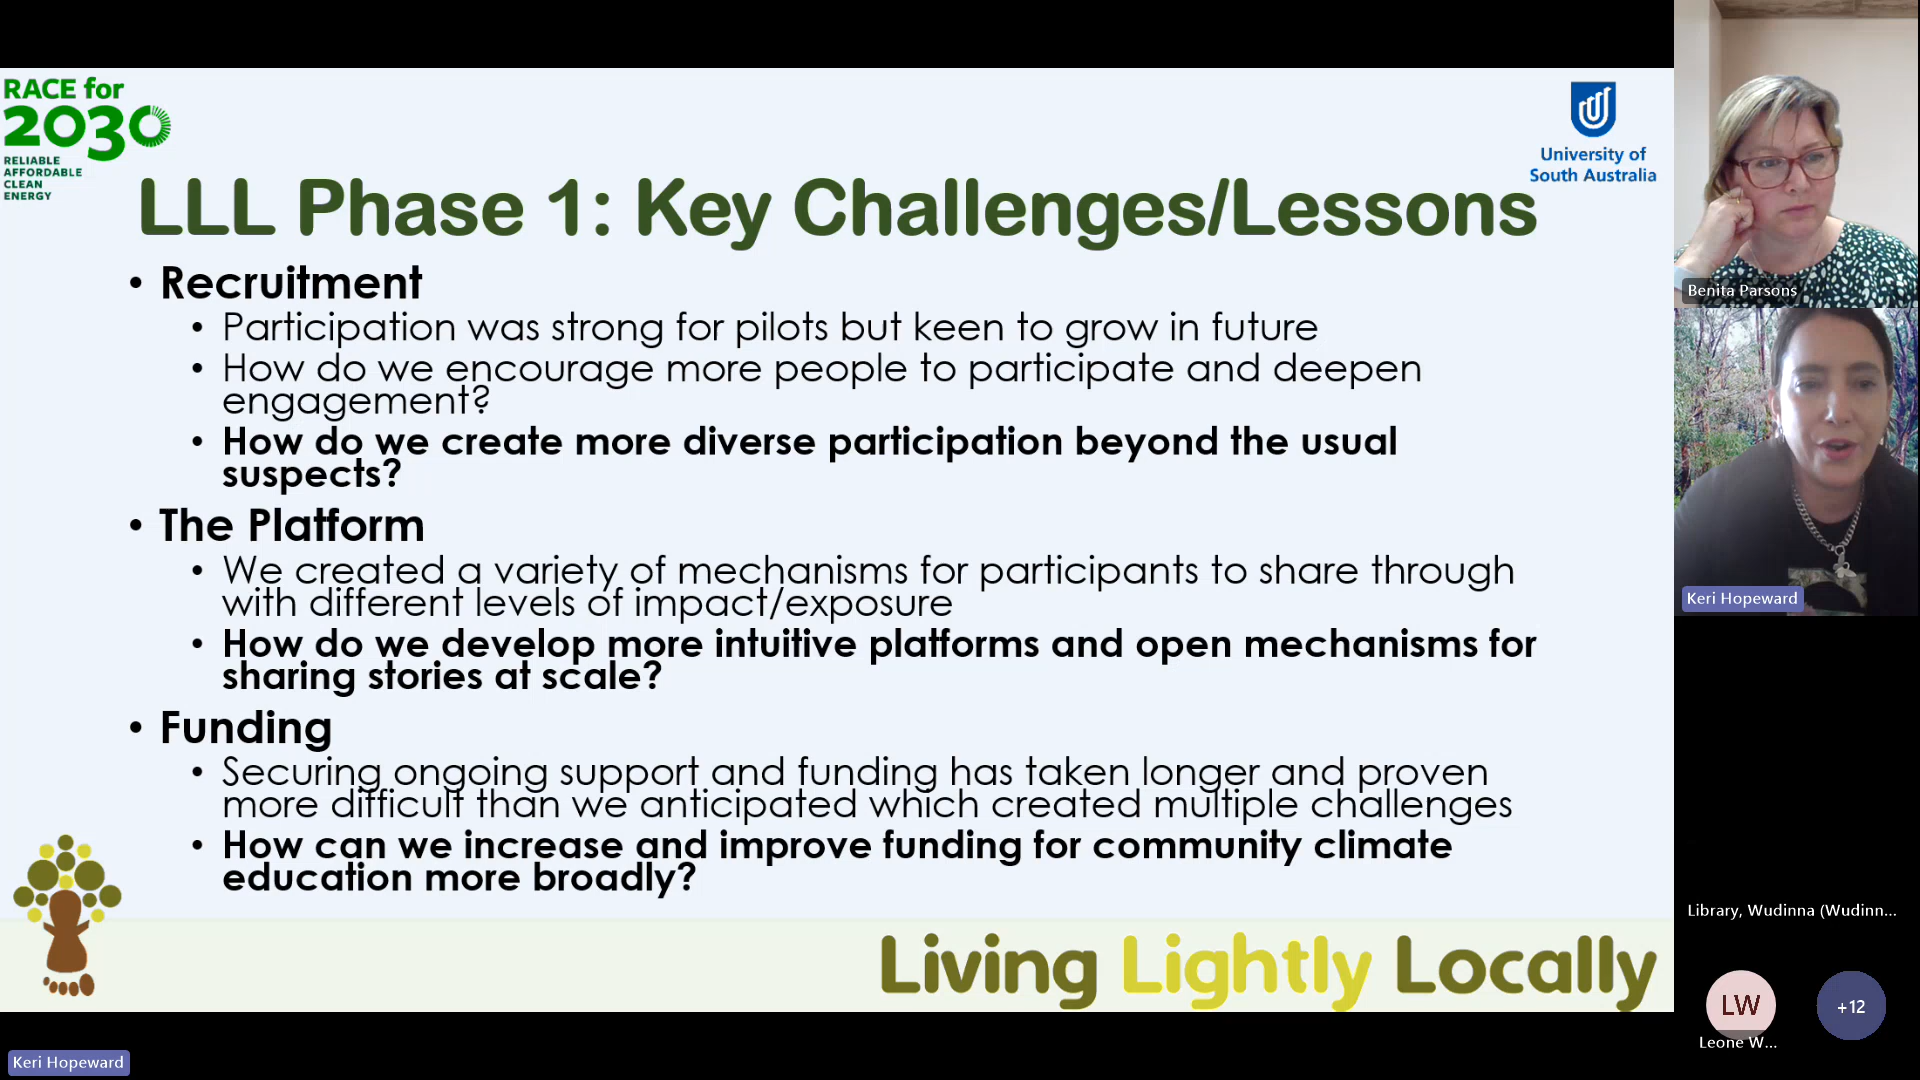 RACE for
2030
RELIABLE
AFFORDABLE
CLEAN
ENERGY
University of
South Australia
LLL Phase 1: Key Challenges/Lessons
• Recruitment
• Participation was strong for pilots but keen to grow in future
• How do we encourage more people to participate and deepen
engagement?
• How do we create more diverse participation beyond the usual
suspects?
• The Platform
• We created a variety of mechanisms for participants to share through
with different levels of impact/exposure
• How do we develop more intuitive platforms and open mechanisms for
sharing stories at scale?
• Funding
• Securing ongoing support and funding has taken longer and proven
more difficult than we anticipated which created multiple challenges
• How can we increase and improve funding for community climate
education more broadly?
Living Lightly Locally
Keri Hopeward
Benita Parsons
Keri Hopeward
Library, Wudinna (Wudinn...
LW
+12
Leone W...